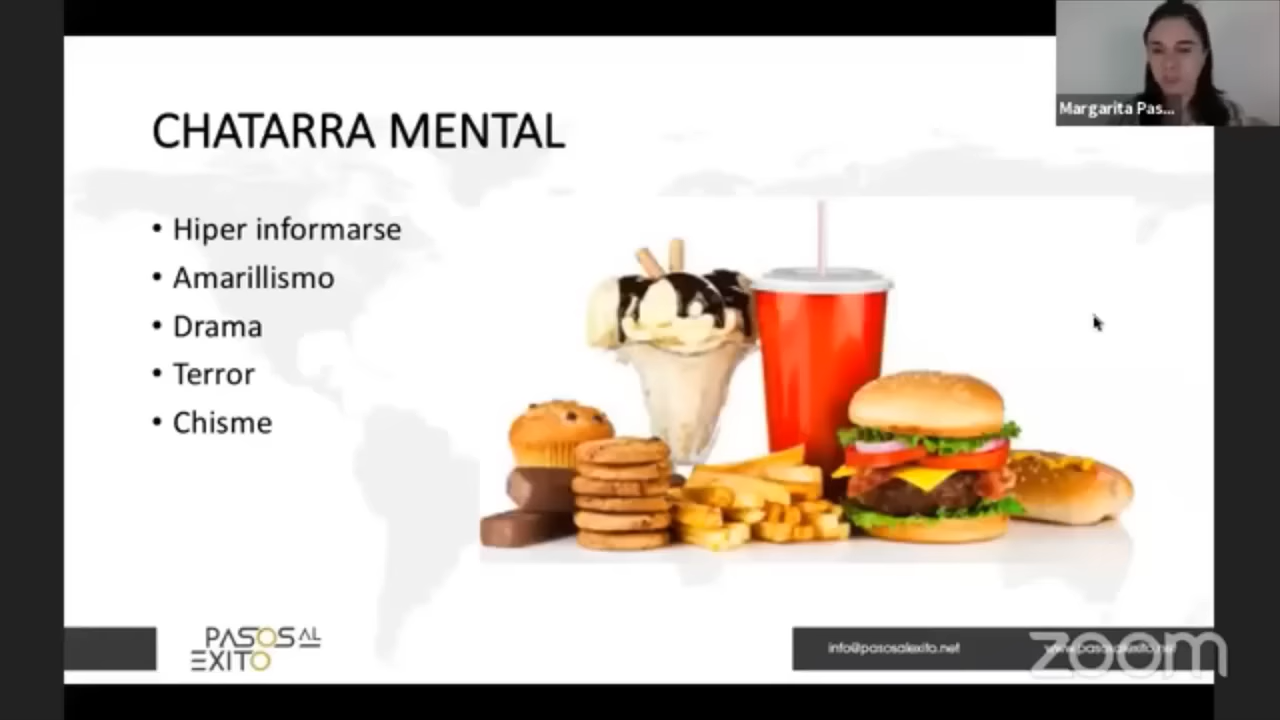 Margarita Pas...
CHATARRA MENTAL
• Hiper informarse
• Amarillismo
• Drama
• Terror
• Chisme
PASOS AL
EXITO
info@pasosalexito.net
www.pasosalexito.net
zoom